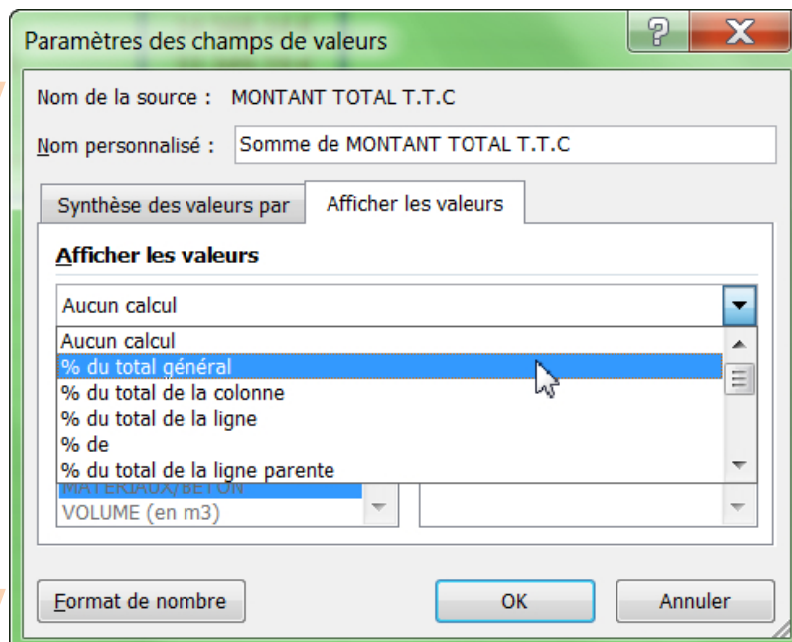 Paramètres des champs de valeurs
Nom de la source : MONTANT TOTAL T.T.C
Nom personnalisé : Somme de MONTANT TOTAL T.T.C
Synthèse des valeurs par Afficher les valeurs
Afficher les valeurs
Aucun calcul
Aucun calcul
% du total général
% du total de la colonne
% du total de la ligne
% de
% du total de la ligne parente
MATERIAUX/BETON
VOLUME (en m3)
Format de nombre OK Annuler